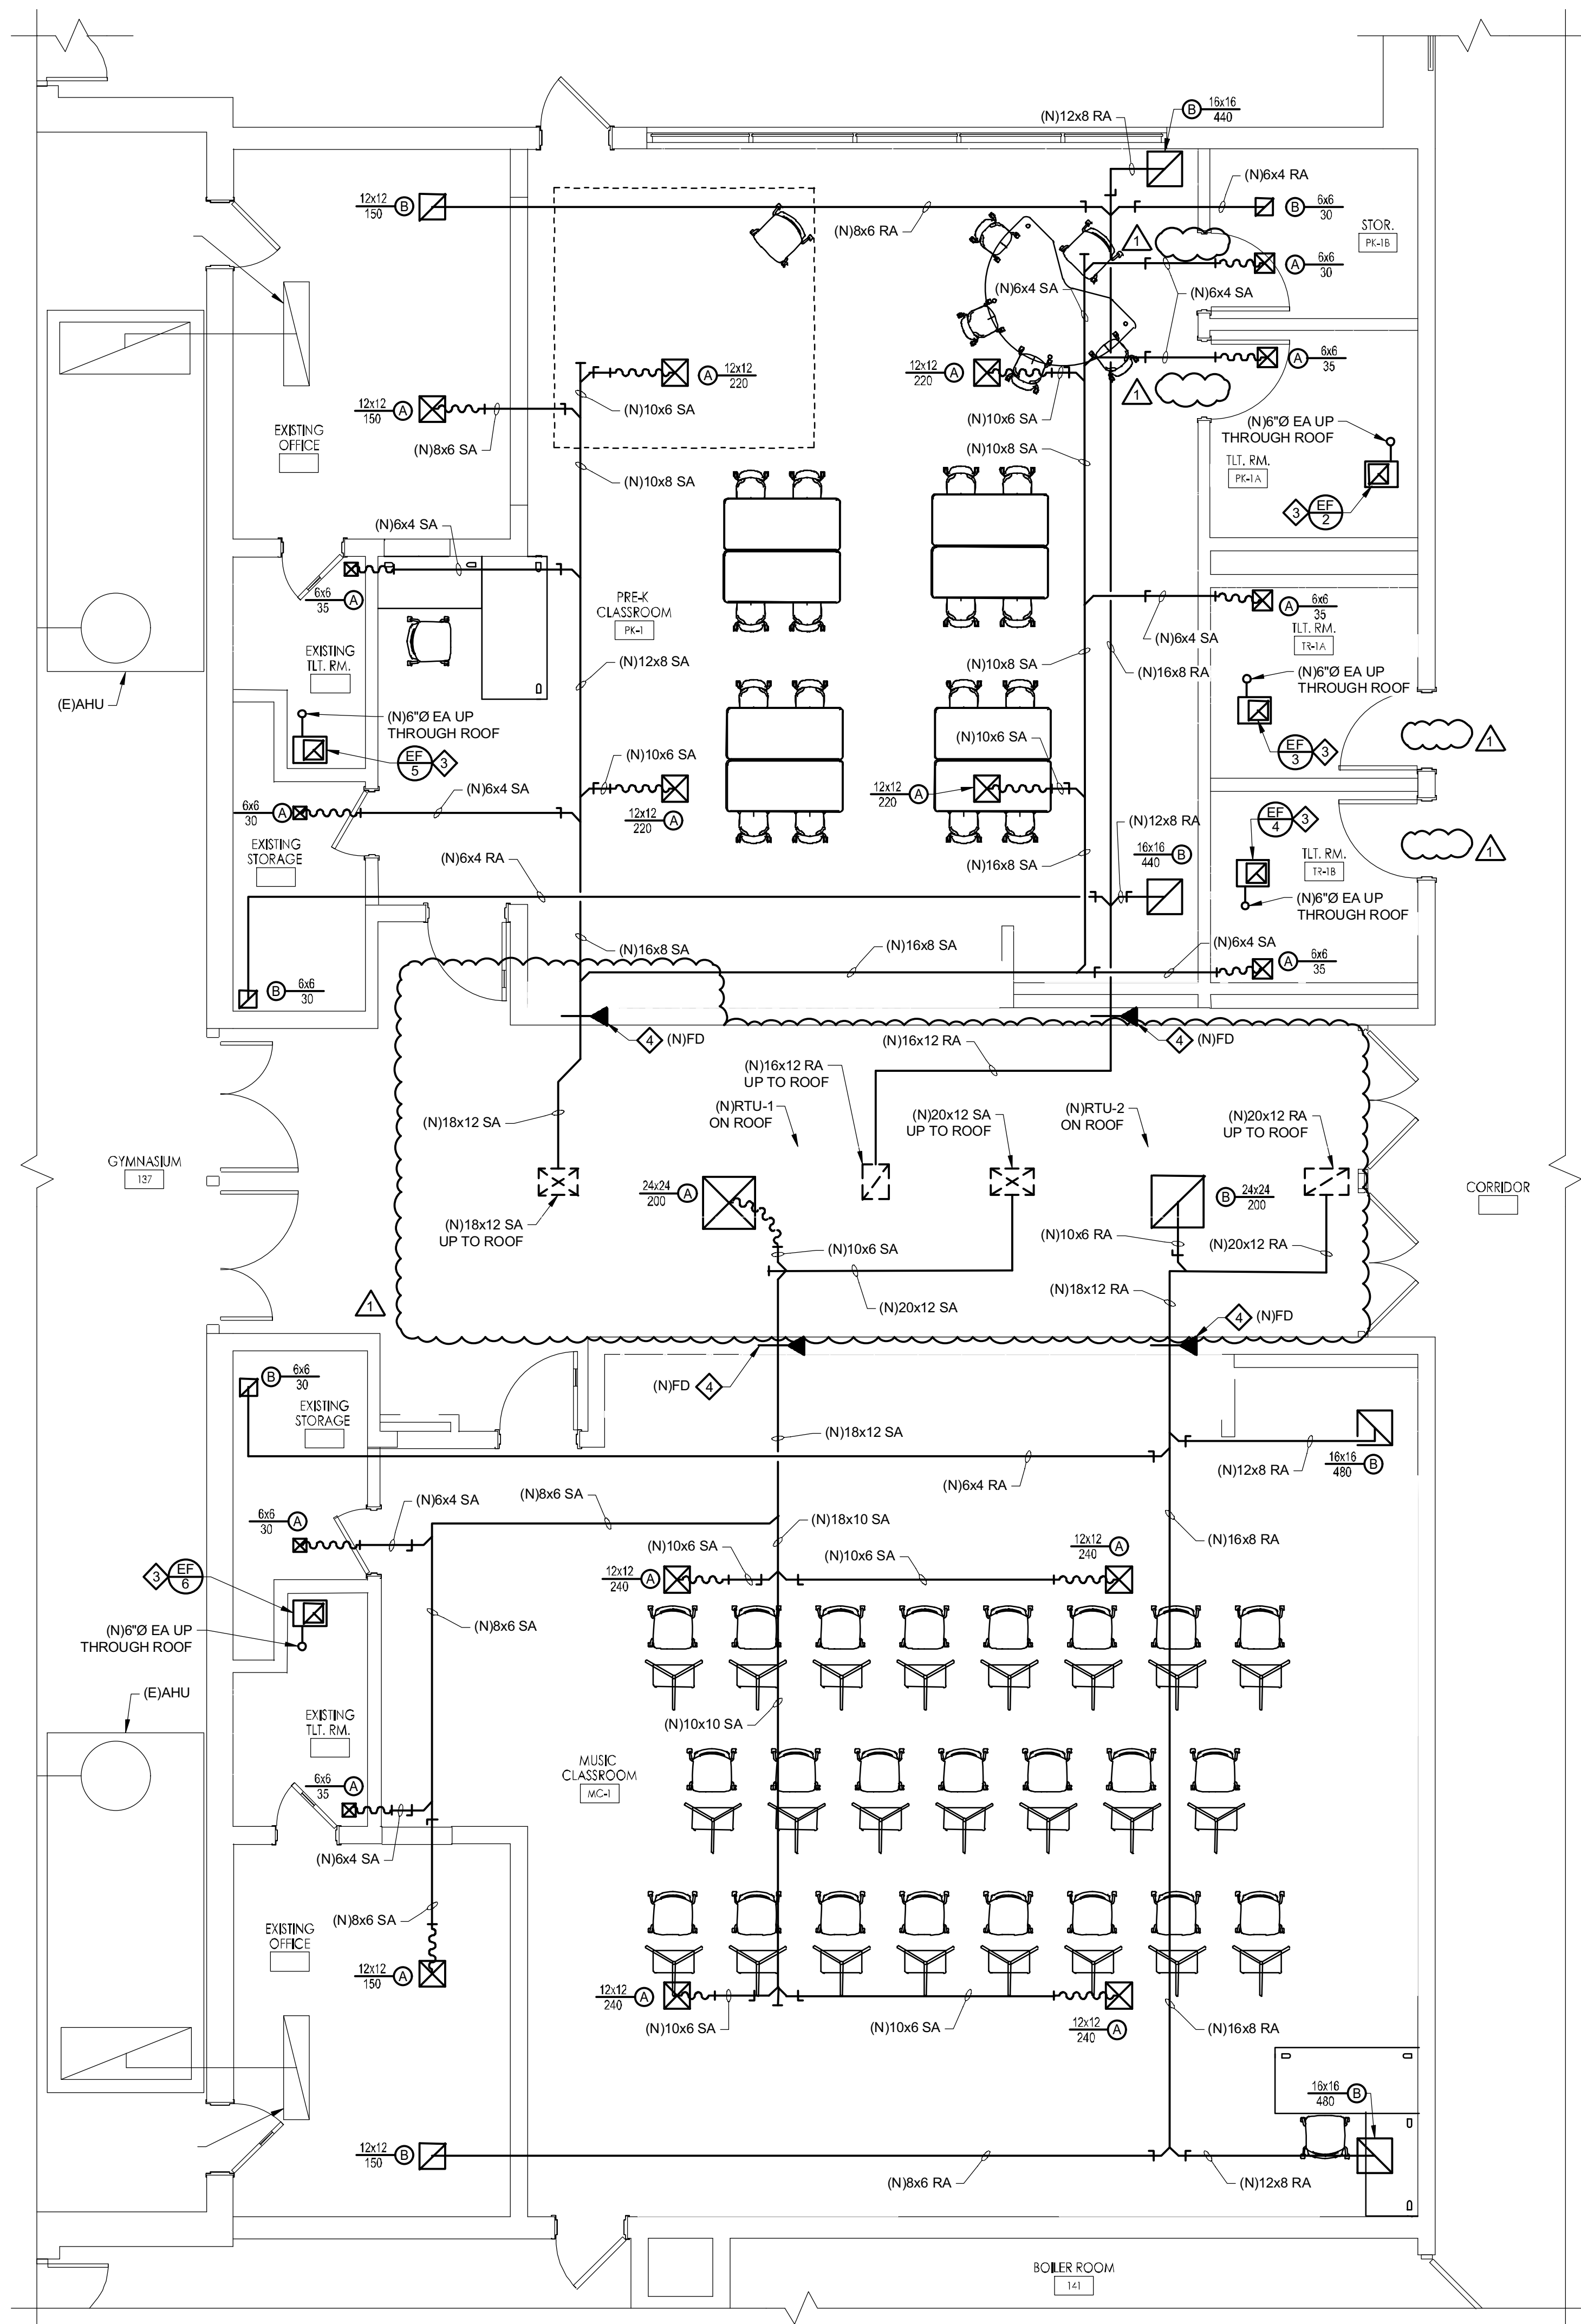 (N)12x8 RA
B
16x16
440
12x12
150
B
(N)8x6 RA
(N)6x4 RA
B
6x6
30
STOR.
PK-1B
1
A
6x6
30
(N)6x4 SA
(N)6x4 SA
A
6x6
35
1
12x12
150
A
(N)8x6 SA
A
12x12
220
(N)10x6 SA
12x12
220
A
(N)10x6 SA
EXISTING
OFFICE
(N)10x8 SA
(N)10x8 SA
(N)6"Ø EA UP
THROUGH ROOF
TLT. RM.
PK-1A
3
EF
2
(N)6x4 SA
6x6
35
A
PRE-K
CLASSROOM
PK-1
A
6x6
35
TLT. RM.
TR-1A
(N)6x4 SA
EXISTING
TLT. RM.
(N)12x8 SA
(N)10x8 SA
(N)16x8 RA
(N)6"Ø EA UP
THROUGH ROOF
(E)AHU
(N)6"Ø EA UP
THROUGH ROOF
EF
5
3
(N)10x6 SA
(N)10x6 SA
EF
3
3
1
6x6
30
A
(N)6x4 SA
12x12
220
A
12x12
220
A
(N)12x8 RA
EF
4
3
EXISTING
STORAGE
(N)6x4 RA
(N)16x8 SA
16x16
440
B
TLT. RM.
TR-1B
1
(N)6"Ø EA UP
THROUGH ROOF
(N)16x8 SA
(N)16x8 SA
(N)6x4 SA
B
6x6
30
A
6x6
35
4
(N)FD
(N)16x12 RA
4
(N)FD
(N)16x12 RA
UP TO ROOF
(N)18x12 SA
(N)RTU-1
ON ROOF
(N)20x12 SA
UP TO ROOF
(N)RTU-2
ON ROOF
(N)20x12 RA
UP TO ROOF
GYMNASIUM
137
CORRIDOR
24x24
200
A
B
24x24
200
(N)18x12 SA
UP TO ROOF
(N)10x6 SA
(N)10x6 RA
(N)20x12 RA
(N)20x12 SA
(N)18x12 RA
1
4
(N)FD
B
6x6
30
(N)FD
4
EXISTING
STORAGE
(N)18x12 SA
(N)6x4 RA
(N)12x8 RA
16x16
480
B
(N)6x4 SA
(N)8x6 SA
6x6
30
A
(N)18x10 SA
(N)16x8 RA
(N)10x6 SA
(N)10x6 SA
12x12
240
A
12x12
240
A
3
EF
6
(N)6"Ø EA UP
THROUGH ROOF
(N)8x6 SA
(E)AHU
EXISTING
TLT. RM.
(N)10x10 SA
MUSIC
CLASSROOM
MC-1
6x6
35
A
(N)6x4 SA
(N)8x6 SA
EXISTING
OFFICE
12x12
150
A
12x12
240
A
(N)10x6 SA
(N)10x6 SA
12x12
240
A
(N)16x8 RA
16x16
480
B
12x12
150
B
(N)8x6 RA
(N)12x8 RA
BOILER ROOM
141